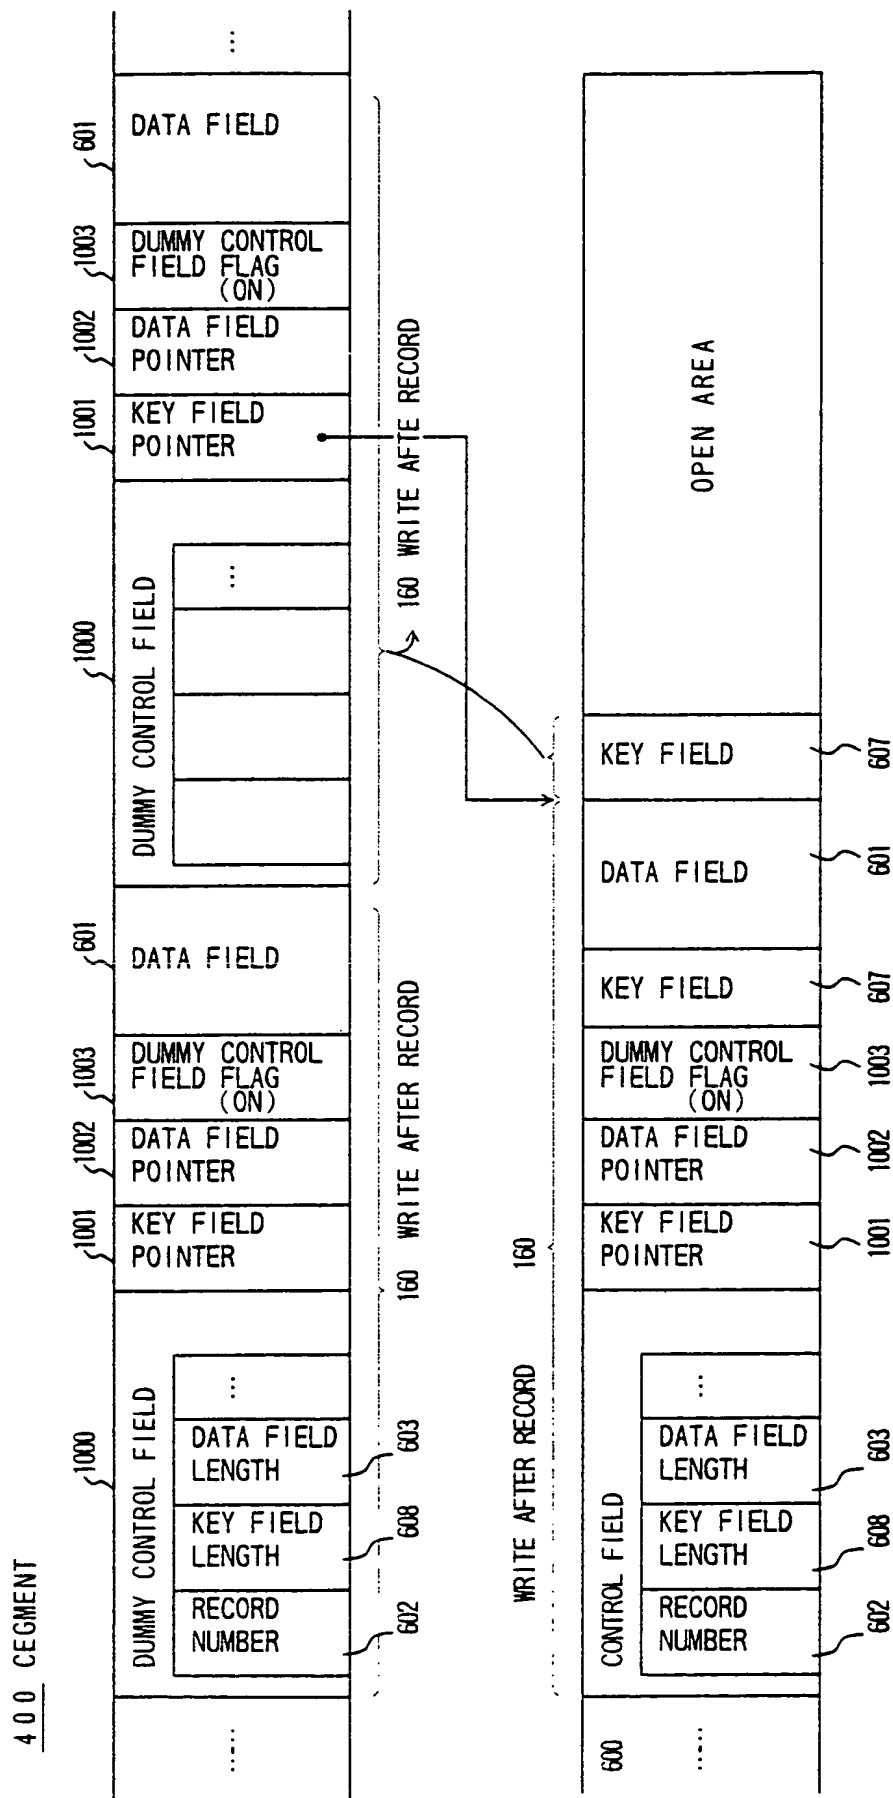 400 CEGMENT
1000
1001
1002
1003
601
1000
1001
1002
1003
601
.....
DUMMY CONTROL FIELD
RECORD
NUMBER
KEY FIELD
LENGTH
DATA FIELD
LENGTH
...
KEY FIELD
POINTER
DATA FIELD
POINTER
DUMMY CONTROL
FIELD FLAG
(ON)
DATA FIELD
DUMMY CONTROL FIELD
...
KEY FIELD
POINTER
DATA FIELD
POINTER
DUMMY CONTROL
FIELD FLAG
(ON)
DATA FIELD
...
602
608
603
160 WRITE AFTER RECORD
160 WRITE AFTE RECORD
WRITE AFTER RECORD
160
600
.....
CONTROL FIELD
RECORD
NUMBER
KEY FIELD
LENGTH
DATA FIELD
LENGTH
...
KEY FIELD
POINTER
DATA FIELD
POINTER
DUMMY CONTROL
FIELD FLAG
(ON)
KEY FIELD
DATA FIELD
KEY FIELD
OPEN AREA
602
608
603
1001
1002
1003
607
601
607